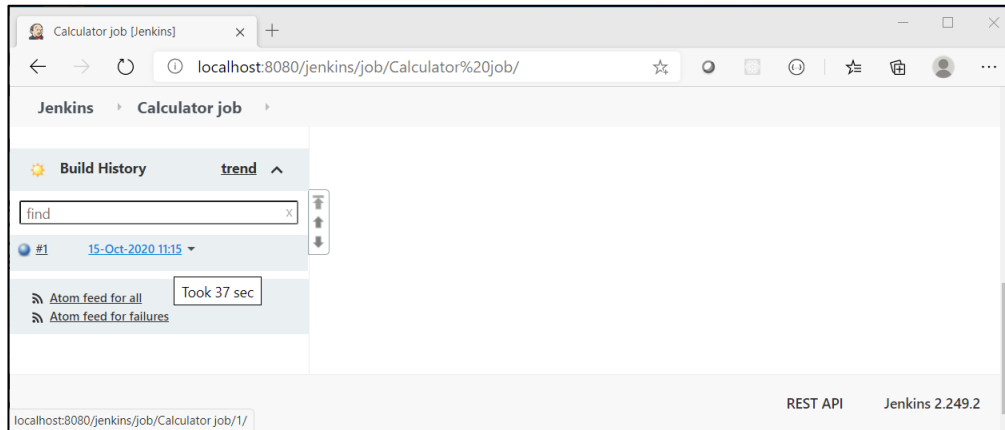 Calculator job [Jenkins]
localhost:8080/jenkins/job/Calculator%20job/
Jenkins Calculator job
Build History trend
find x
#1 15-Oct-2020 11:15
Took 37 sec
Atom feed for all
Atom feed for failures
REST API Jenkins 2.249.2
localhost:8080/jenkins/job/Calculator job/1/